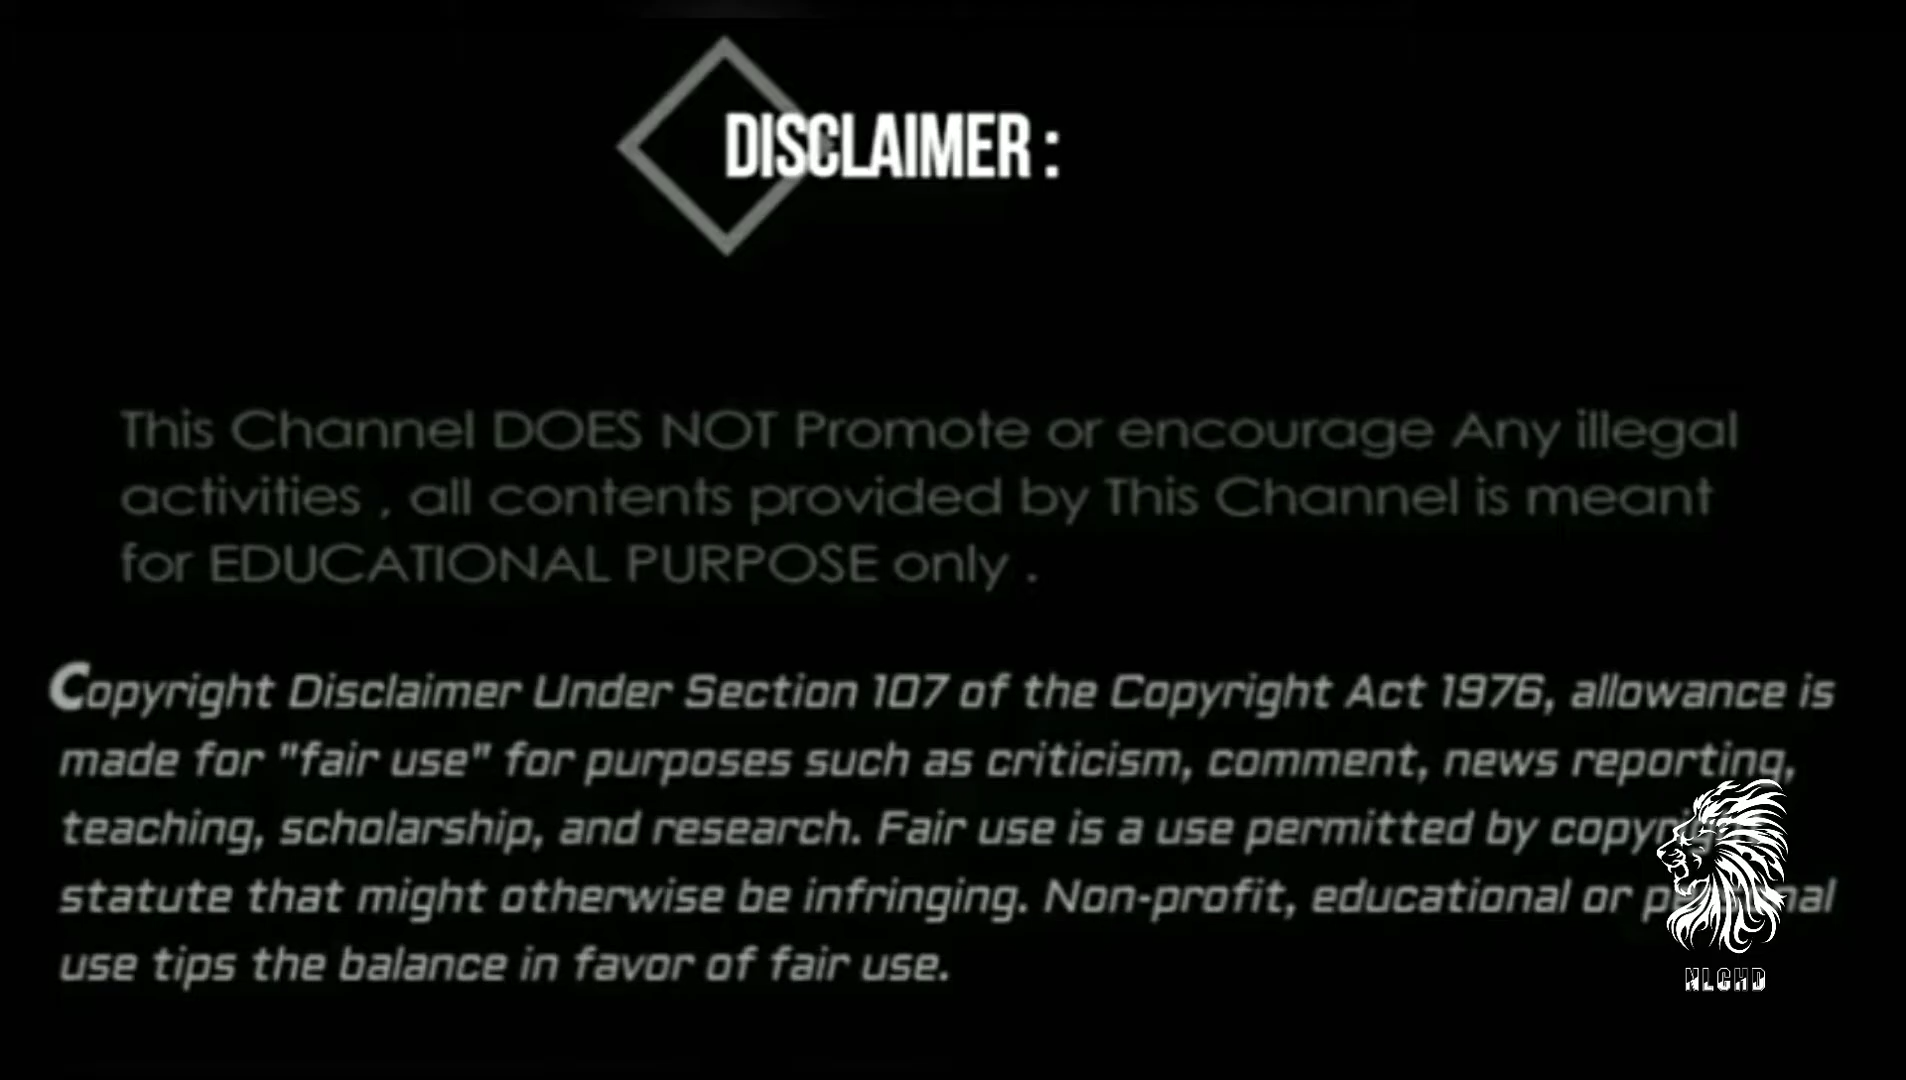 DISCLAIMER :
This Channel DOES NOT Promote or encourage Any illegal
activities , all contents provided by This Channel is meant
for EDUCATIONAL PURPOSE only .
Copyright Disclaimer Under Section 107 of the Copyright Act 1976, allowance is
made for "fair use" for purposes such as criticism, comment, news reporting,
teaching, scholarship, and research. Fair use is a use permitted by
statute that might otherwise be infringing. Non-profit, educational or
use tips the balance in favor of fair use.
NLCHD